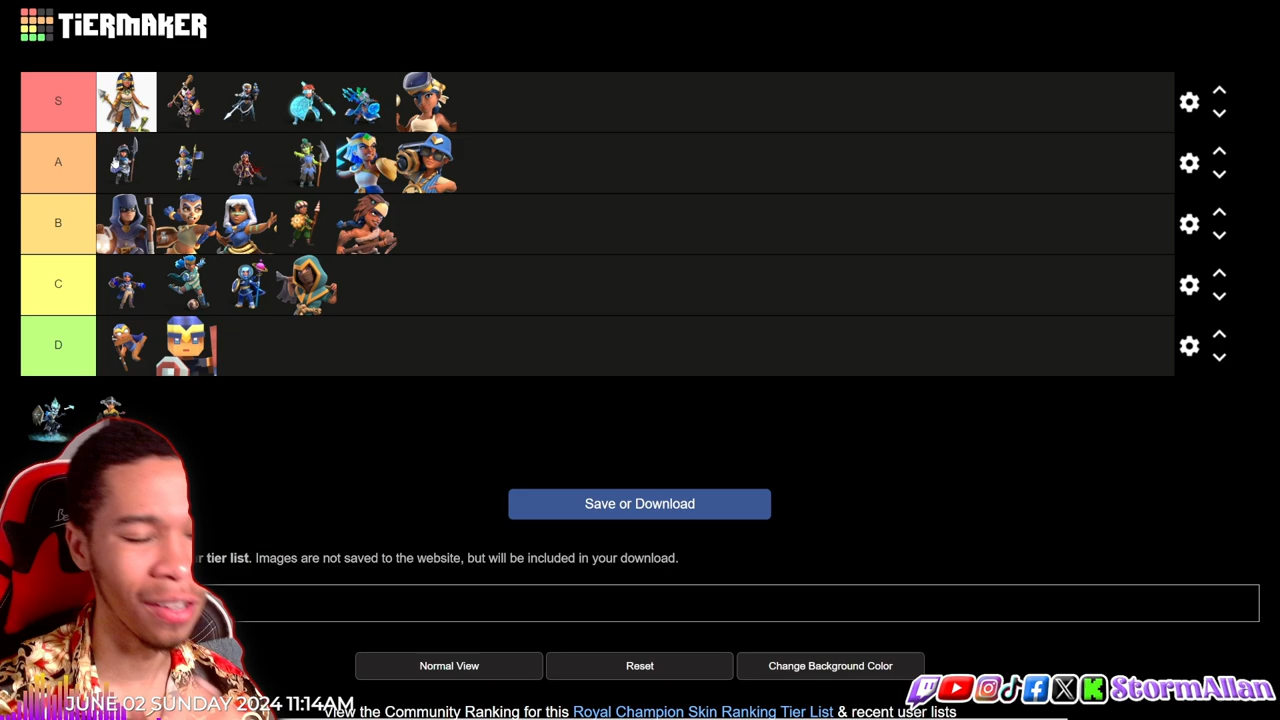 TiERMAKER
S
A
B
C
D
Save or Download
r tier list. Images are not saved to the website, but will be included in your download.
Normal View
Reset
Change Background Color
JUNE 02 SUNDAY 2024 11:14AM
StormAllan
View the Community Ranking for this Royal Champion Skin Ranking Tier List & recent user lists